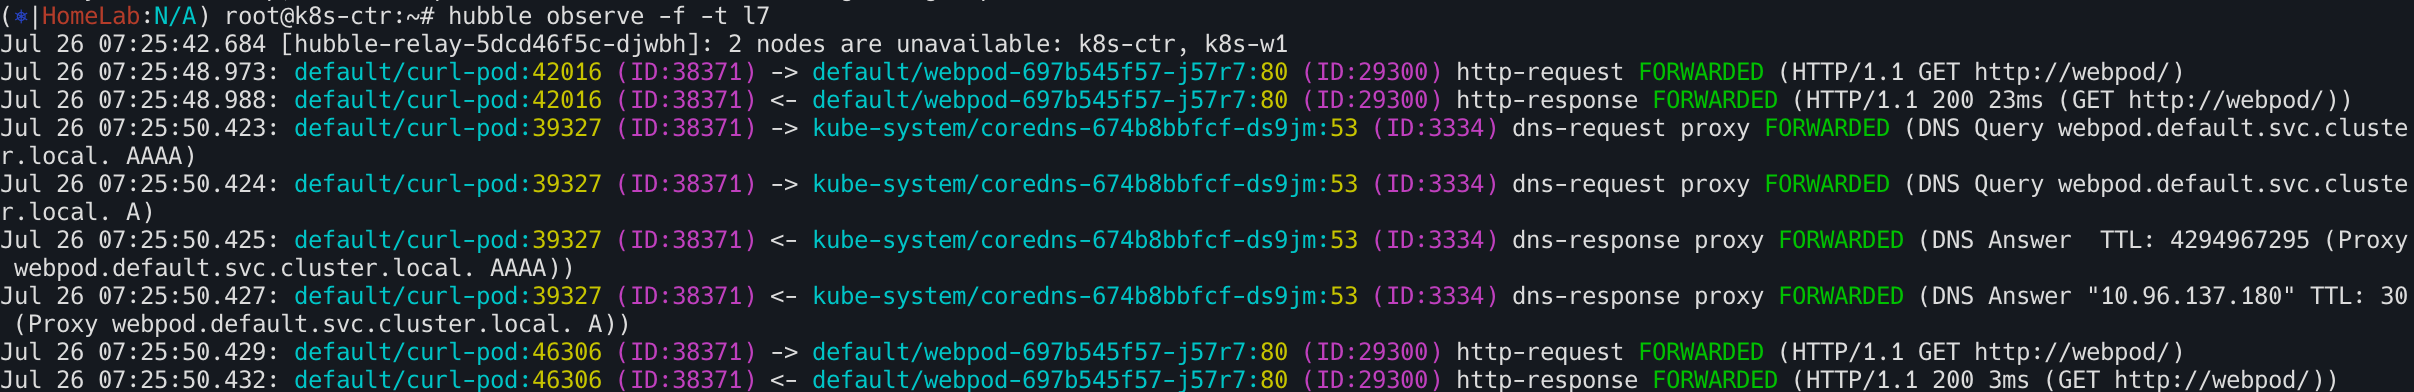 (⎈|HomeLab:N/A) root@k8s-ctr:~# hubble observe -f -t l7
Jul 26 07:25:42.684 [hubble-relay-5dcd46f5c-djwbh]: 2 nodes are unavailable: k8s-ctr, k8s-w1
Jul 26 07:25:48.973: default/curl-pod:42016 (ID:38371) -> default/webpod-697b545f57-j57r7:80 (ID:29300) http-request FORWARDED (HTTP/1.1 GET http://webpod/)
Jul 26 07:25:48.988: default/curl-pod:42016 (ID:38371) <- default/webpod-697b545f57-j57r7:80 (ID:29300) http-response FORWARDED (HTTP/1.1 200 23ms (GET http://webpod/))
Jul 26 07:25:50.423: default/curl-pod:39327 (ID:38371) -> kube-system/coredns-674b8bbfcf-ds9jm:53 (ID:3334) dns-request proxy FORWARDED (DNS Query webpod.default.svc.cluste
r.local. AAAA)
Jul 26 07:25:50.424: default/curl-pod:39327 (ID:38371) -> kube-system/coredns-674b8bbfcf-ds9jm:53 (ID:3334) dns-request proxy FORWARDED (DNS Query webpod.default.svc.cluste
r.local. A)
Jul 26 07:25:50.425: default/curl-pod:39327 (ID:38371) <- kube-system/coredns-674b8bbfcf-ds9jm:53 (ID:3334) dns-response proxy FORWARDED (DNS Answer  TTL: 4294967295 (Proxy
 webpod.default.svc.cluster.local. AAAA))
Jul 26 07:25:50.427: default/curl-pod:39327 (ID:38371) <- kube-system/coredns-674b8bbfcf-ds9jm:53 (ID:3334) dns-response proxy FORWARDED (DNS Answer "10.96.137.180" TTL: 30
 (Proxy webpod.default.svc.cluster.local. A))
Jul 26 07:25:50.429: default/curl-pod:46306 (ID:38371) -> default/webpod-697b545f57-j57r7:80 (ID:29300) http-request FORWARDED (HTTP/1.1 GET http://webpod/)
Jul 26 07:25:50.432: default/curl-pod:46306 (ID:38371) <- default/webpod-697b545f57-j57r7:80 (ID:29300) http-response FORWARDED (HTTP/1.1 200 3ms (GET http://webpod/))